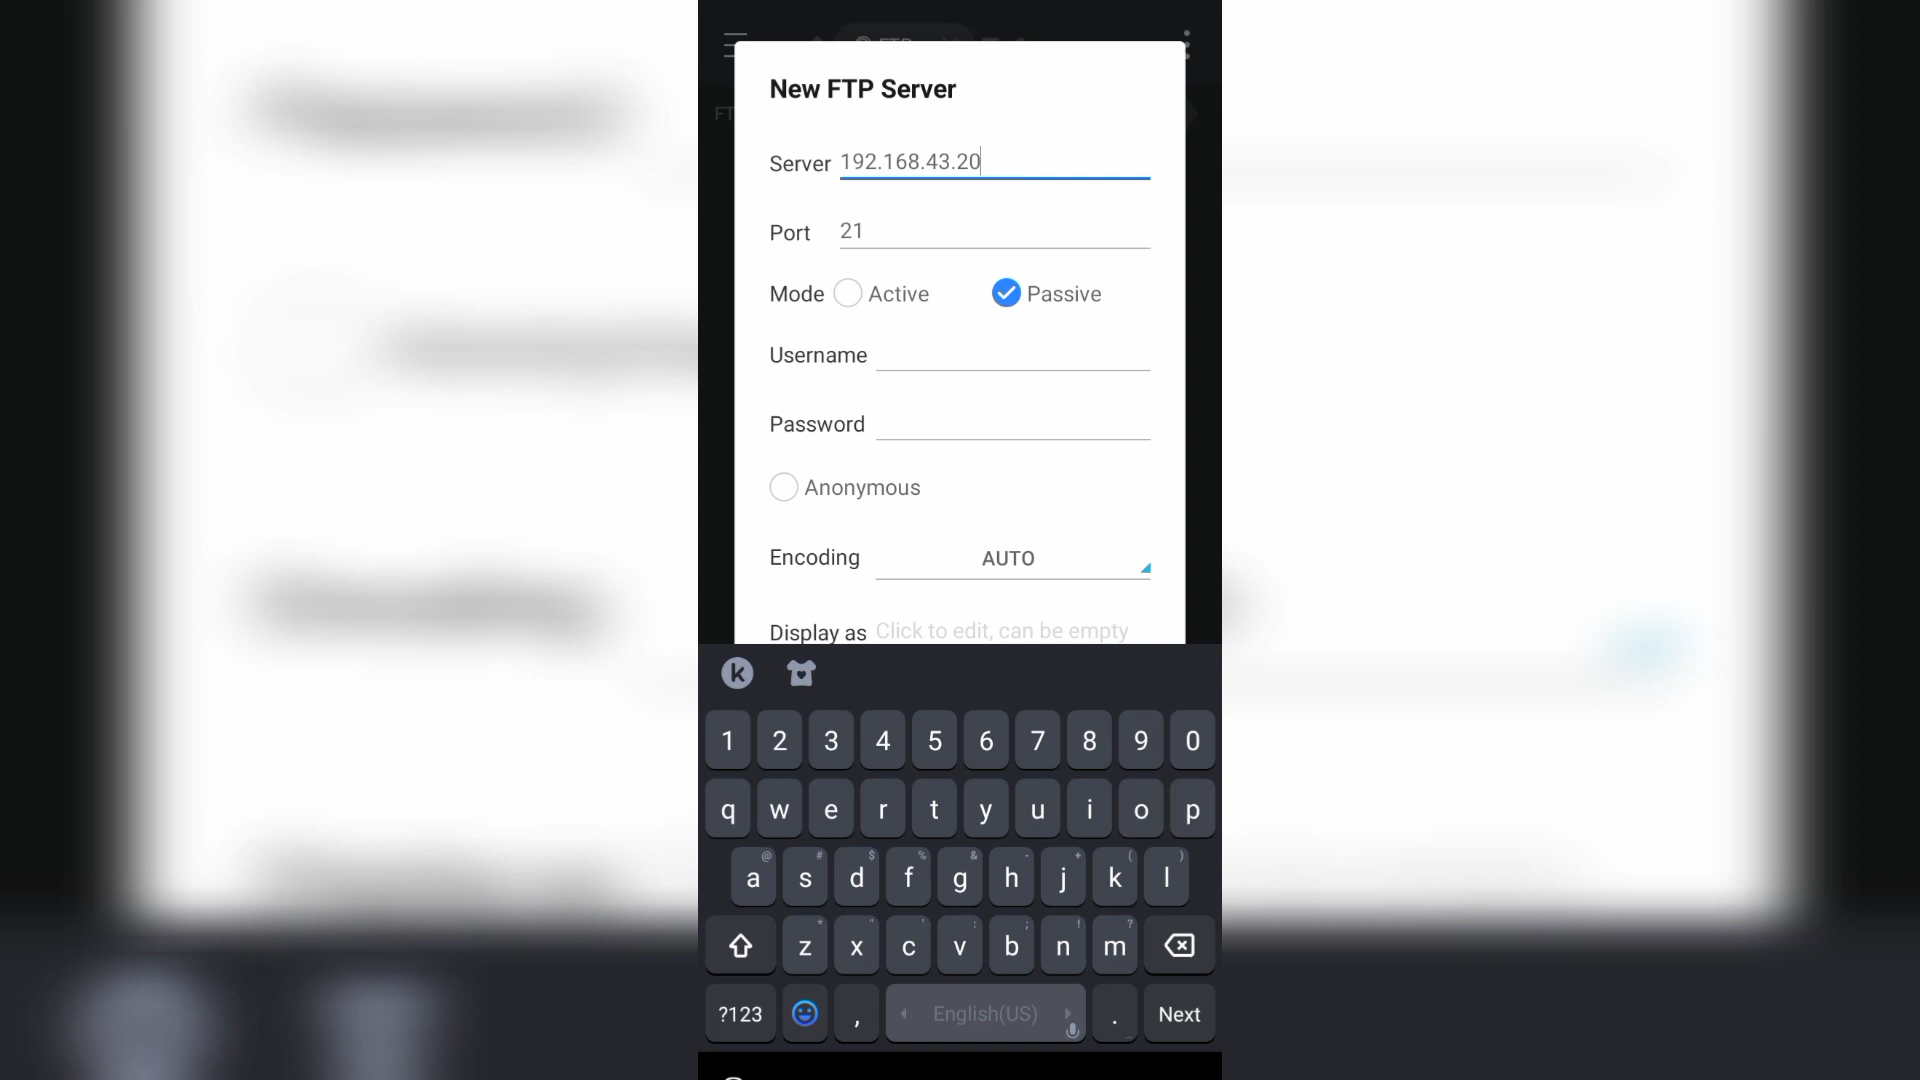 New FTP Server
Server 192.168.43.20
Port 21
Mode Active Passive
Username
Password
Anonymous
Encoding AUTO
Display as Click to edit, can be empty
k
1 2 3 4 5 6 7 8 9 0
q w e r t y u i o p
@ # $ % & - + ( )
a s d f g h j k l
* " ' : ; ! ?
z x c v b n m
?123 , English(US) . Next